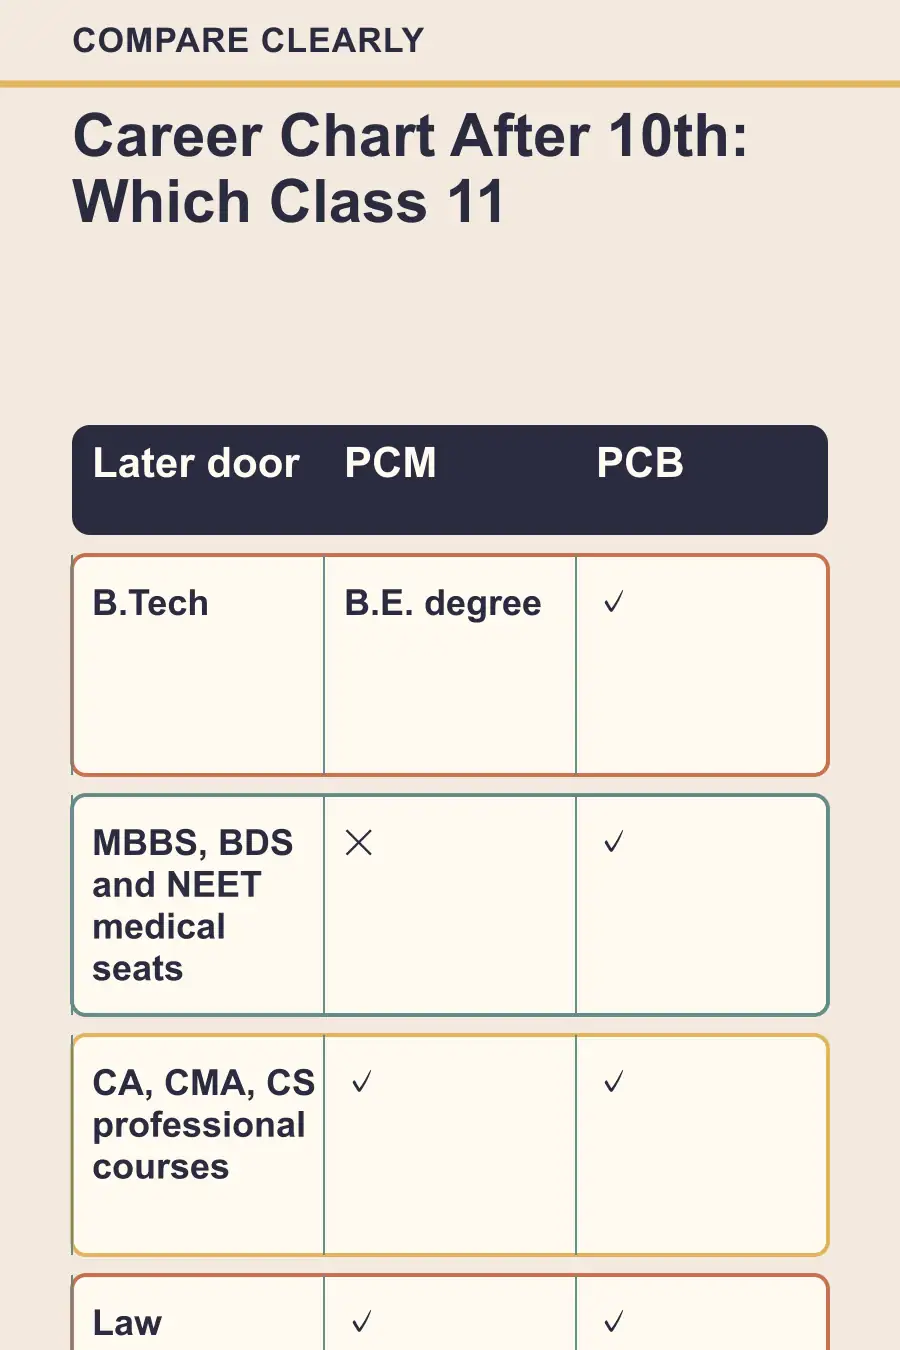 COMPARE CLEARLY
Career Chart After 10th:
Which Class 11
Later door PCM PCB
B.Tech B.E. degree ✓
MBBS, BDS ✕ ✓
and NEET
medical
seats
CA, CMA, CS ✓ ✓
professional
courses
Law ✓ ✓